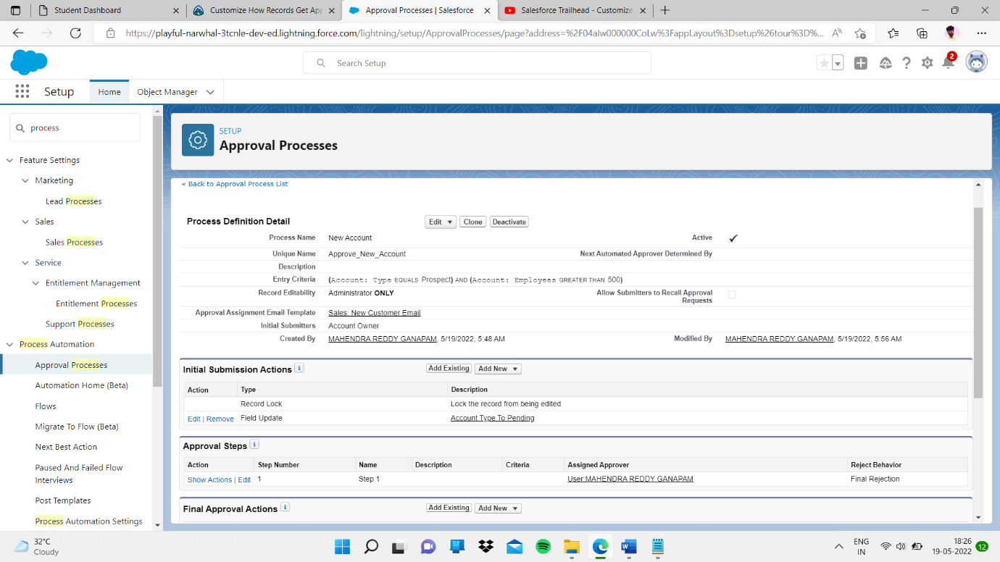 Student Dashboard
Customize How Records Get App
Approval Processes | Salesforce
Salesforce Trailhead - Customize
https://playful-narwhal-3tcnle-dev-ed.lightning.force.com/lightning/setup/ApprovalProcesses/page?address=%2F04aIw000000CoLw%3FappLayout%3Dsetup%26tour%3D%...
Search Setup
2
Setup
Home
Object Manager
process
Feature Settings
Marketing
Lead Processes
Sales
Sales Processes
Service
Entitlement Management
Entitlement Processes
Support Processes
Process Automation
Approval Processes
Automation Home (Beta)
Flows
Migrate To Flow (Beta)
Next Best Action
Paused And Failed Flow
Interviews
Post Templates
Process Automation Settings
SETUP
Approval Processes
« Back to Approval Process List
Process Definition Detail Edit Clone Deactivate
Process Name New Account Active
Unique Name Approve_New_Account Next Automated Approver Determined By
Description
Entry Criteria (Account: Type EQUALS Prospect) AND (Account: Employees GREATER THAN 500)
Record Editability Administrator ONLY Allow Submitters to Recall Approval
Requests
Approval Assignment Email Template Sales: New Customer Email
Initial Submitters Account Owner
Created By MAHENDRA REDDY GANAPAM, 5/19/2022, 5:48 AM Modified By MAHENDRA REDDY GANAPAM, 5/19/2022, 5:56 AM
Initial Submission Actions i Add Existing Add New
Action Type Description
Record Lock Lock the record from being edited
Edit | Remove Field Update Account Type To Pending
Approval Steps i
Action Step Number Name Description Criteria Assigned Approver Reject Behavior
Show Actions | Edit 1 Step 1 User:MAHENDRA REDDY GANAPAM Final Rejection
Final Approval Actions i Add Existing Add New
32°C
Cloudy
ENG
IN
18:26
19-05-2022
12